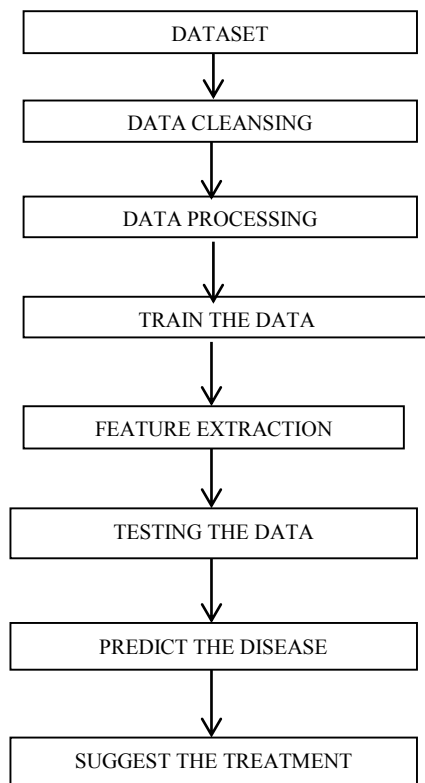 DATASET
DATA CLEANSING
DATA PROCESSING
TRAIN THE DATA
FEATURE EXTRACTION
TESTING THE DATA
PREDICT THE DISEASE
SUGGEST THE TREATMENT